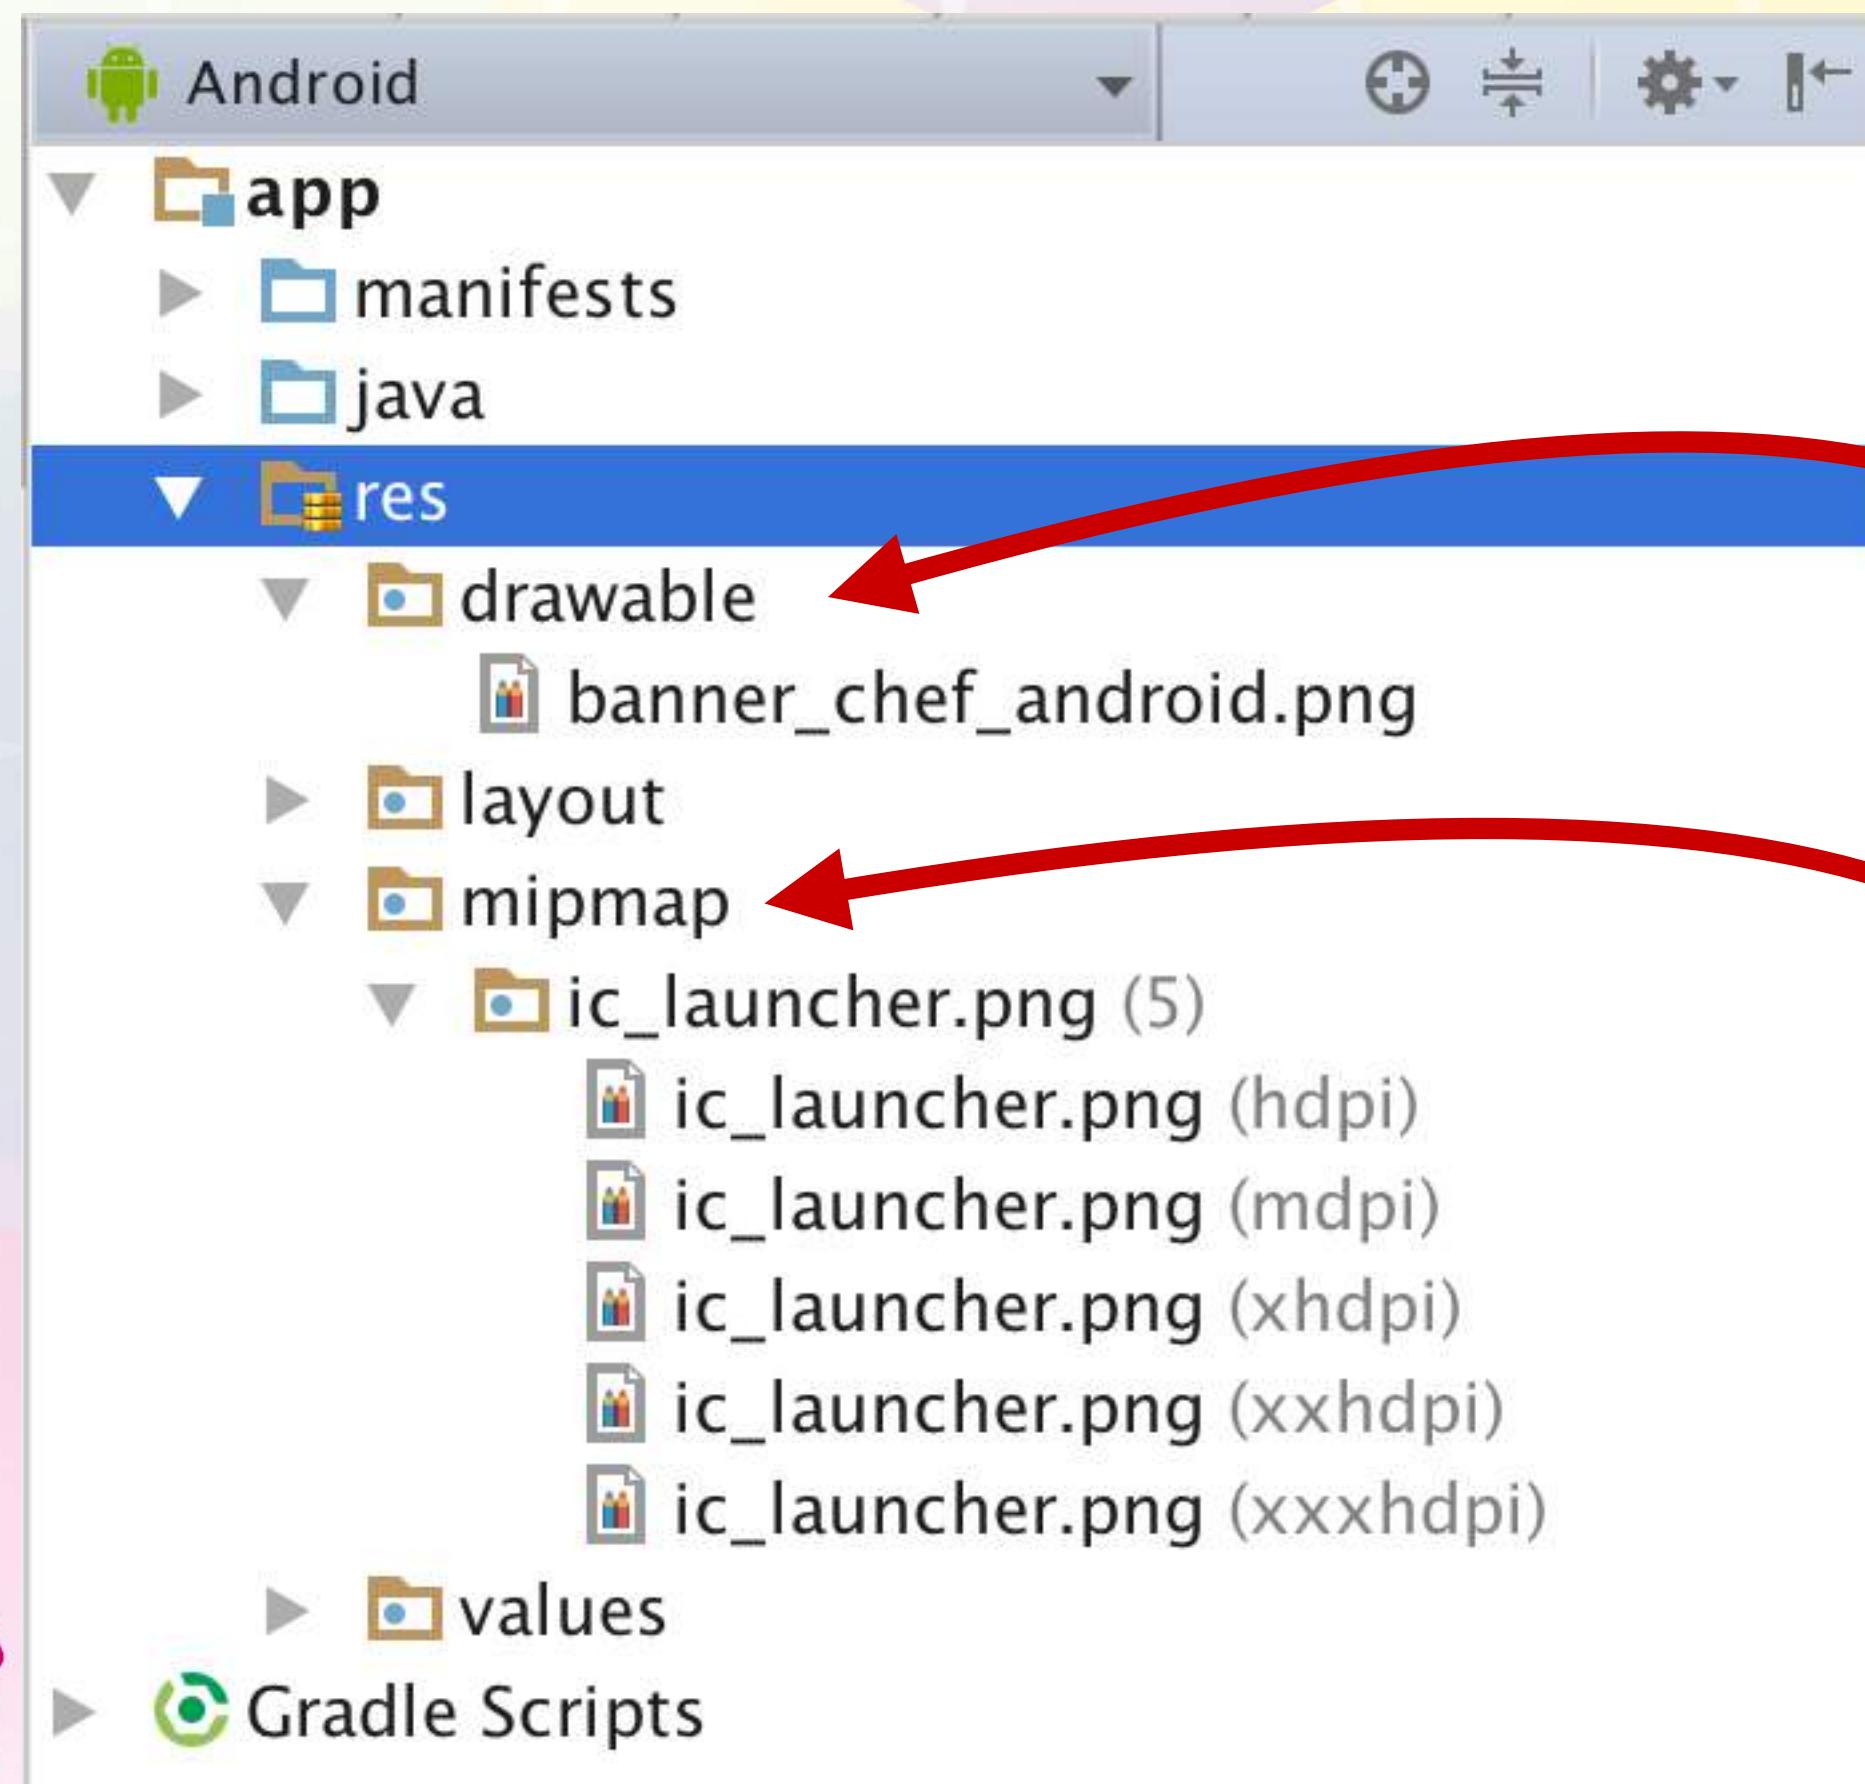 Android
app
manifests
java
res
drawable
banner_chef_android.png
layout
mipmap
ic_launcher.png (5)
ic_launcher.png (hdpi)
ic_launcher.png (mdpi)
ic_launcher.png (xhdpi)
ic_launcher.png (xxhdpi)
ic_launcher.png (xxxhdpi)
values
Gradle Scripts